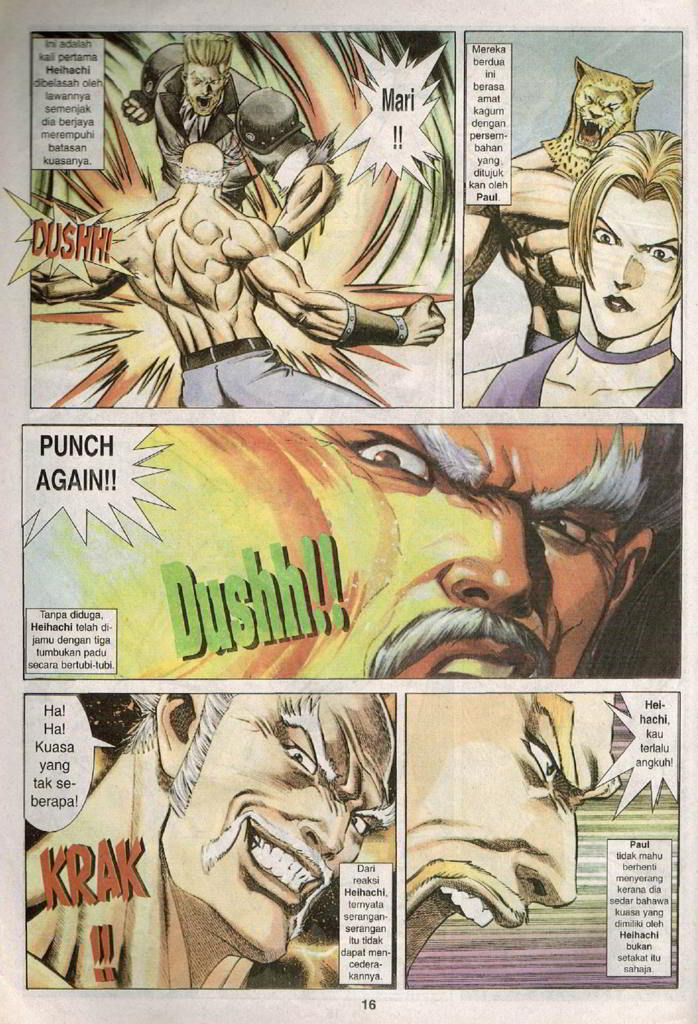 Ini adalah
kali pertama
Heihachi
dibelasah oleh
lawannya
semenjak
dia berjaya
merempuhi
batasan
kuasanya.
Mari
!!
DUSHH!
Mereka
berdua
ini
berasa
amat
kagum
dengan
persem-
bahan
yang
ditujuk
kan oleh
Paul.
PUNCH
AGAIN!!
Dushh!!
Tanpa diduga,
Heihachi telah di-
jamu dengan tiga
tumbukan padu
secara bertubi-tubi.
Ha!
Ha!
Kuasa
yang
tak se-
berapa!
KRAK
!!
Dari
reaksi
Heihachi,
ternyata
serangan-
serangan
itu tidak
dapat men-
cedera-
kannya.
Hei-
hachi,
kau
terlalu
angkuh!
Paul
tidak mahu
berhenti
menyerang
kerana dia
sedar bahawa
kuasa yang
dimiliki oleh
Heihachi
bukan
setakat itu
sahaja.
16